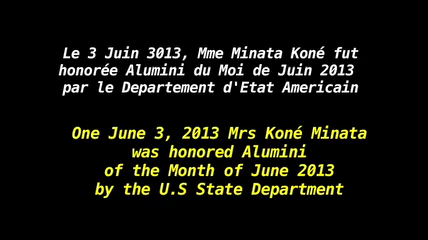 Le 3 Juin 3013, Mme Minata Koné fut
honorée Alumini du Moi de Juin 2013
par le Departement d'Etat Americain
One June 3, 2013 Mrs Koné Minata
was honored Alumini
of the Month of June 2013
by the U.S State Department